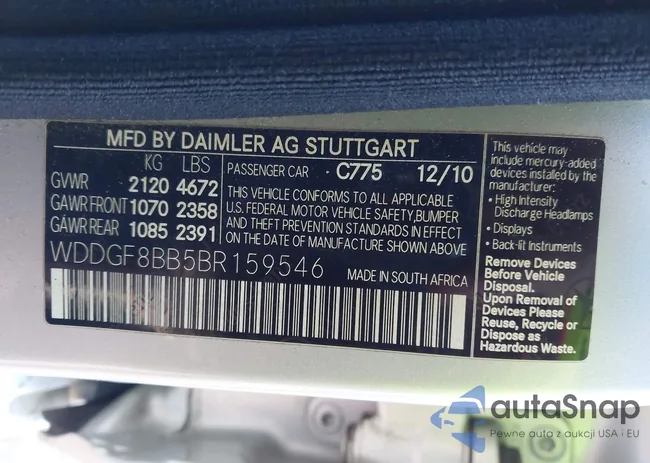 MFD BY DAIMLER AG STUTTGART
KG LBS
GVWR 2120 4672
GAWR FRONT 1070 2358
GAWR REAR 1085 2391
PASSENGER CAR C775 12/10
THIS VEHICLE CONFORMS TO ALL APPLICABLE
U.S. FEDERAL MOTOR VEHICLE SAFETY, BUMPER
AND THEFT PREVENTION STANDARDS IN EFFECT
ON THE DATE OF MANUFACTURE SHOWN ABOVE
WDDGF8BB5BR159546
MADE IN SOUTH AFRICA
This vehicle may
include mercury-added
devices installed by the
manufacturer:
• High Intensity
Discharge Headlamps
• Displays
• Back-lit Instruments
Remove Devices
Before Vehicle
Disposal.
Upon Removal of
Devices Please
Reuse, Recycle or
Dispose as
Hazardous Waste.
autaSnap
Pewne auta z aukcji USA i EU